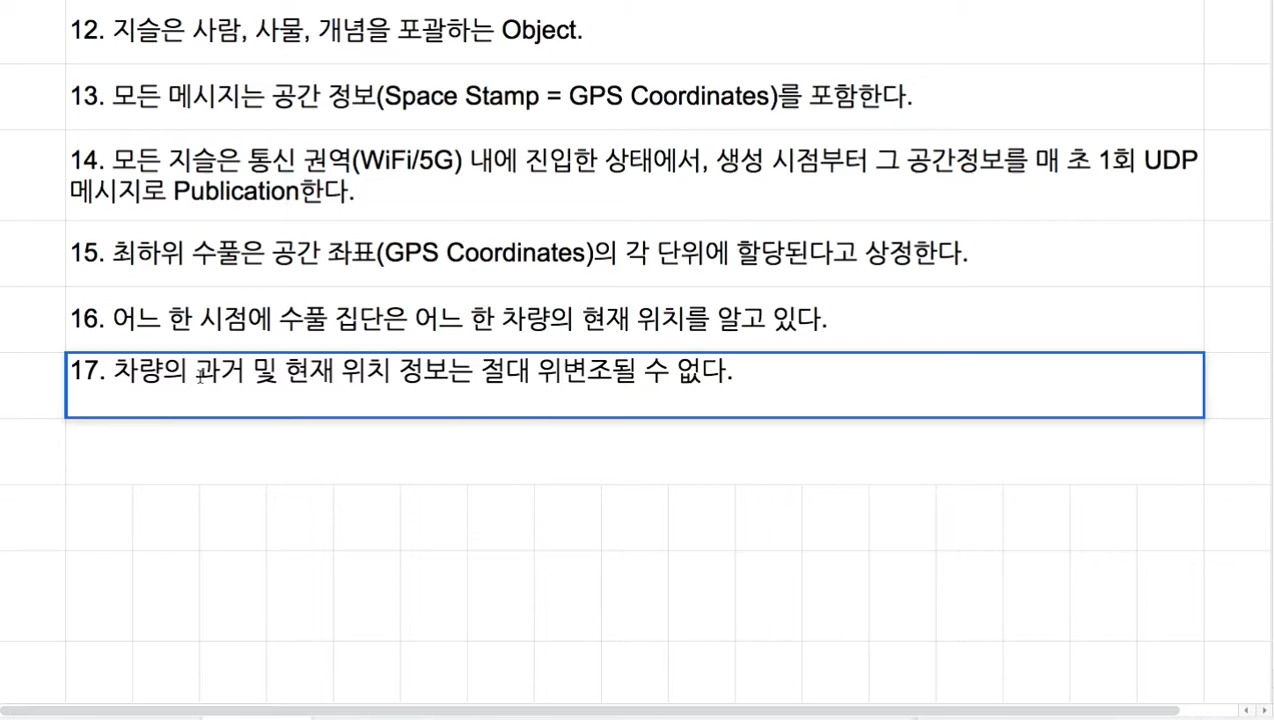 12. 지슬은 사람, 사물, 개념을 포괄하는 Object.
13. 모든 메시지는 공간 정보(Space Stamp = GPS Coordinates)를 포함한다.
14. 모든 지슬은 통신 권역(WiFi/5G) 내에 진입한 상태에서, 생성 시점부터 그 공간정보를 매 초 1회 UDP
메시지로 Publication한다.
15. 최하위 수풀은 공간 좌표(GPS Coordinates)의 각 단위에 할당된다고 상정한다.
16. 어느 한 시점에 수풀 집단은 어느 한 차량의 현재 위치를 알고 있다.
17. 차량의 과거 및 현재 위치 정보는 절대 위변조될 수 없다.